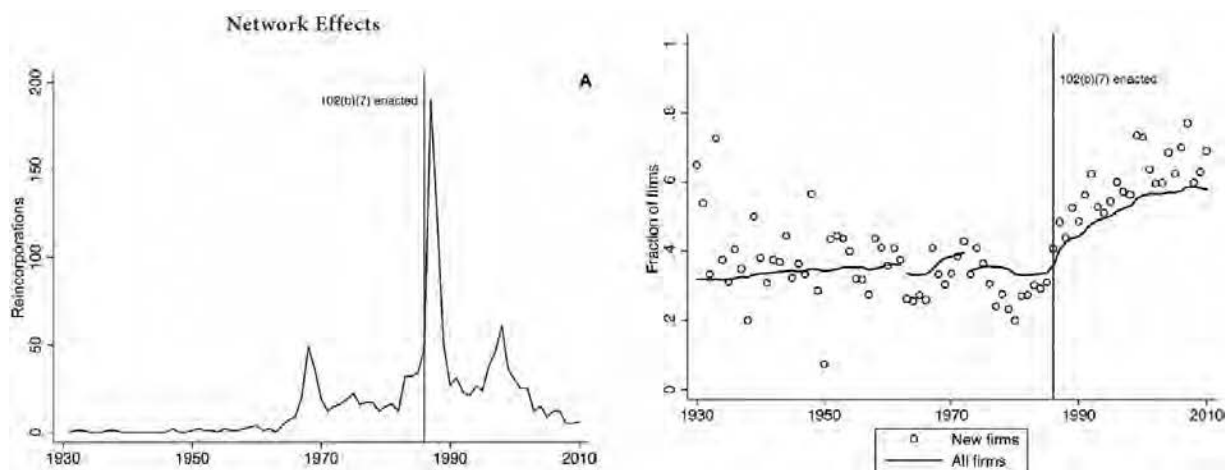 Network Effects
A
102(b)(7) enacted
Reincorporations
200
150
100
50
0
1930
1950
1970
1990
2010
102(b)(7) enacted
Fraction of firms
1
.8
.6
.4
.2
0
1930
1950
1970
1990
2010
New firms
All firms